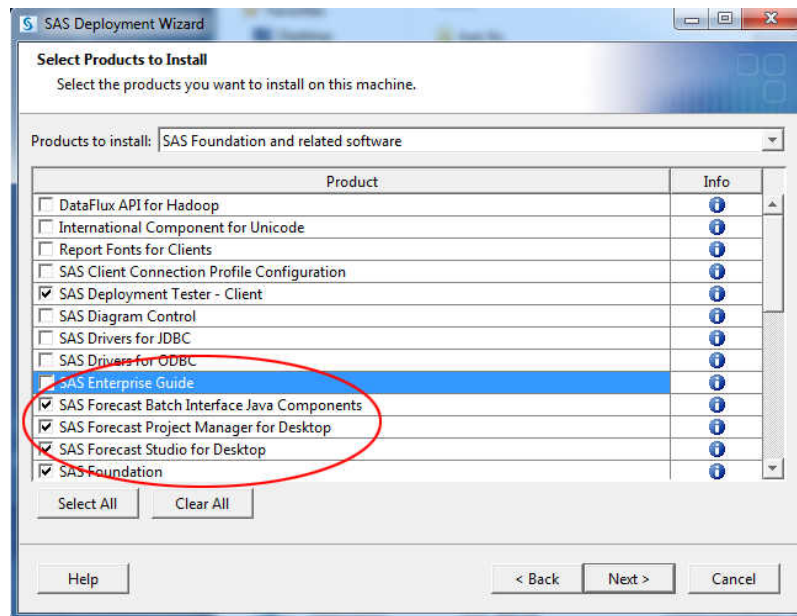 SAS Deployment Wizard
Select Products to Install
Select the products you want to install on this machine.
Products to install: SAS Foundation and related software
Product Info
DataFlux API for Hadoop
International Component for Unicode
Report Fonts for Clients
SAS Client Connection Profile Configuration
SAS Deployment Tester - Client
SAS Diagram Control
SAS Drivers for JDBC
SAS Drivers for ODBC
SAS Enterprise Guide
SAS Forecast Batch Interface Java Components
SAS Forecast Project Manager for Desktop
SAS Forecast Studio for Desktop
SAS Foundation
Select All Clear All
Help < Back Next > Cancel